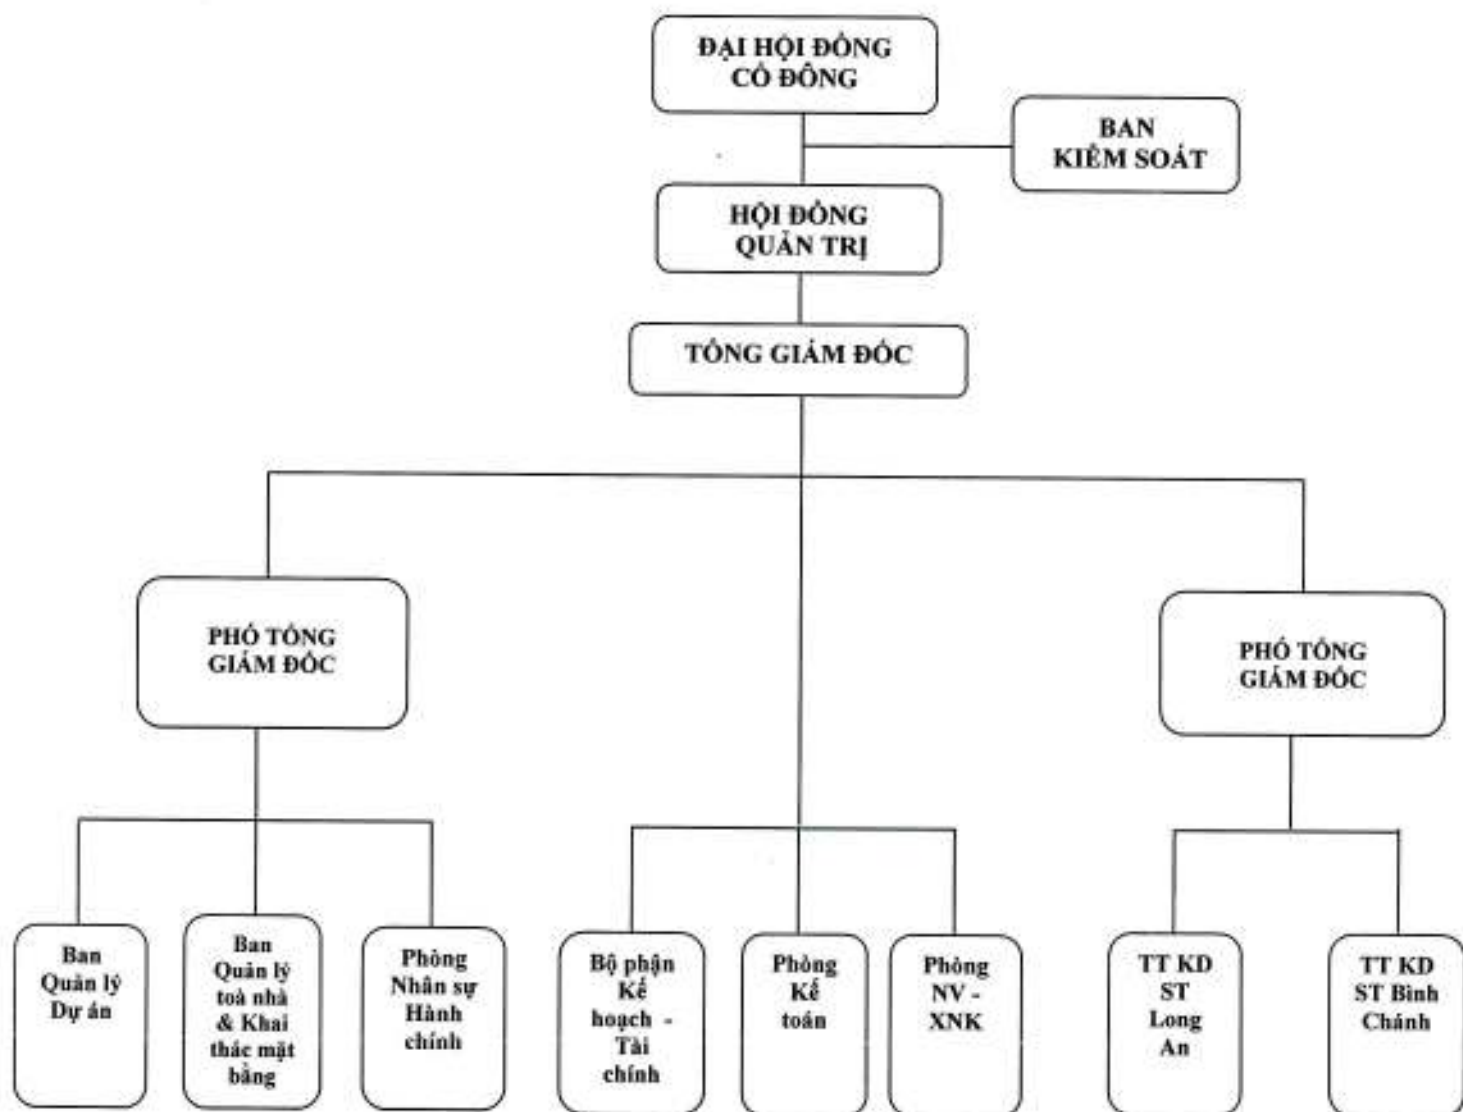 ĐẠI HỘI ĐỒNG
CỔ ĐÔNG
BAN
KIỂM SOÁT
HỘI ĐỒNG
QUẢN TRỊ
TỔNG GIÁM ĐỐC
PHÓ TỔNG
GIÁM ĐỐC
PHÓ TỔNG
GIÁM ĐỐC
Ban
Quản lý
Dự án
Ban
Quản lý
toà nhà
& Khai
thác mặt
bằng
Phòng
Nhân sự
Hành
chính
Bộ phận
Kế
hoạch -
Tài
chính
Phòng
Kế
toán
Phòng
NV -
XNK
TT KD
ST
Long
An
TT KD
ST Bình
Chánh